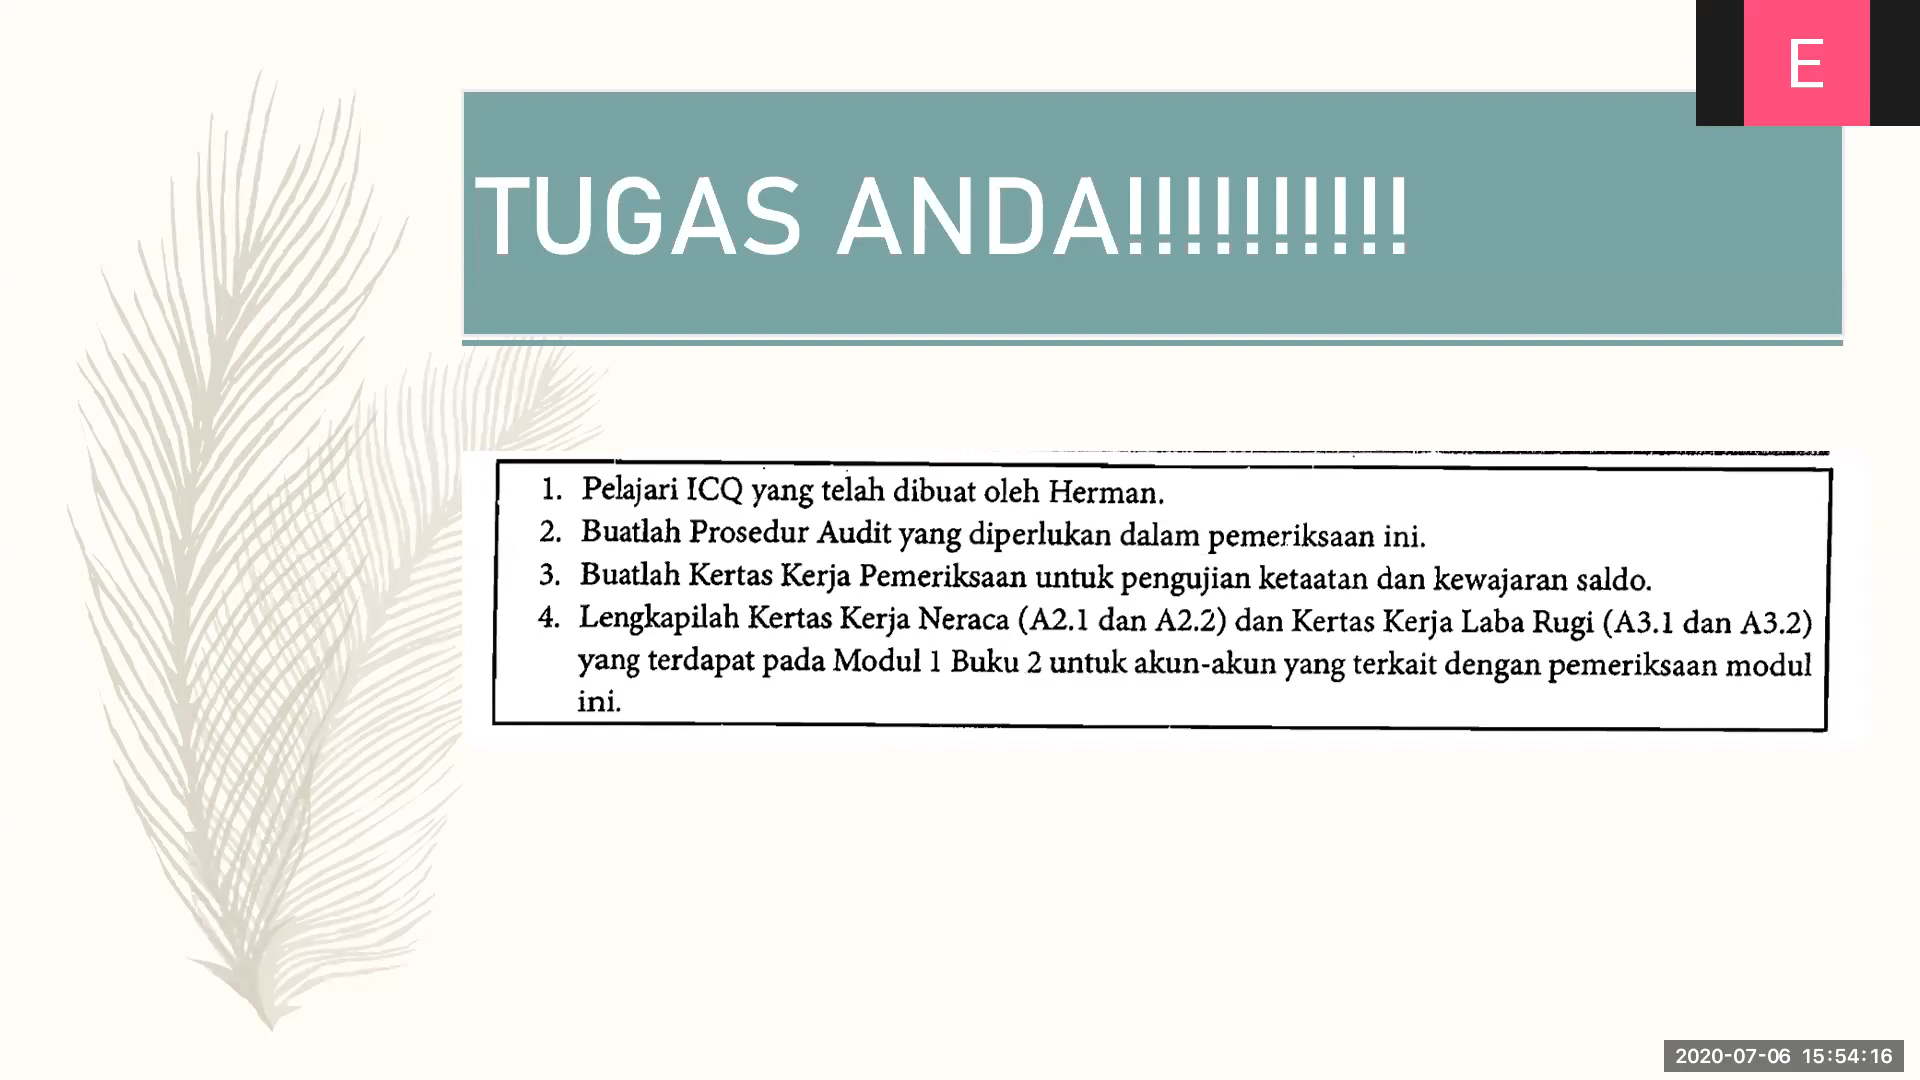 E
TUGAS ANDA!!!!!!!!!!
1. Pelajari ICQ yang telah dibuat oleh Herman.
2. Buatlah Prosedur Audit yang diperlukan dalam pemeriksaan ini.
3. Buatlah Kertas Kerja Pemeriksaan untuk pengujian ketaatan dan kewajaran saldo.
4. Lengkapilah Kertas Kerja Neraca (A2.1 dan A2.2) dan Kertas Kerja Laba Rugi (A3.1 dan A3.2)
yang terdapat pada Modul 1 Buku 2 untuk akun-akun yang terkait dengan pemeriksaan modul
ini.
2020-07-06 15:54:16